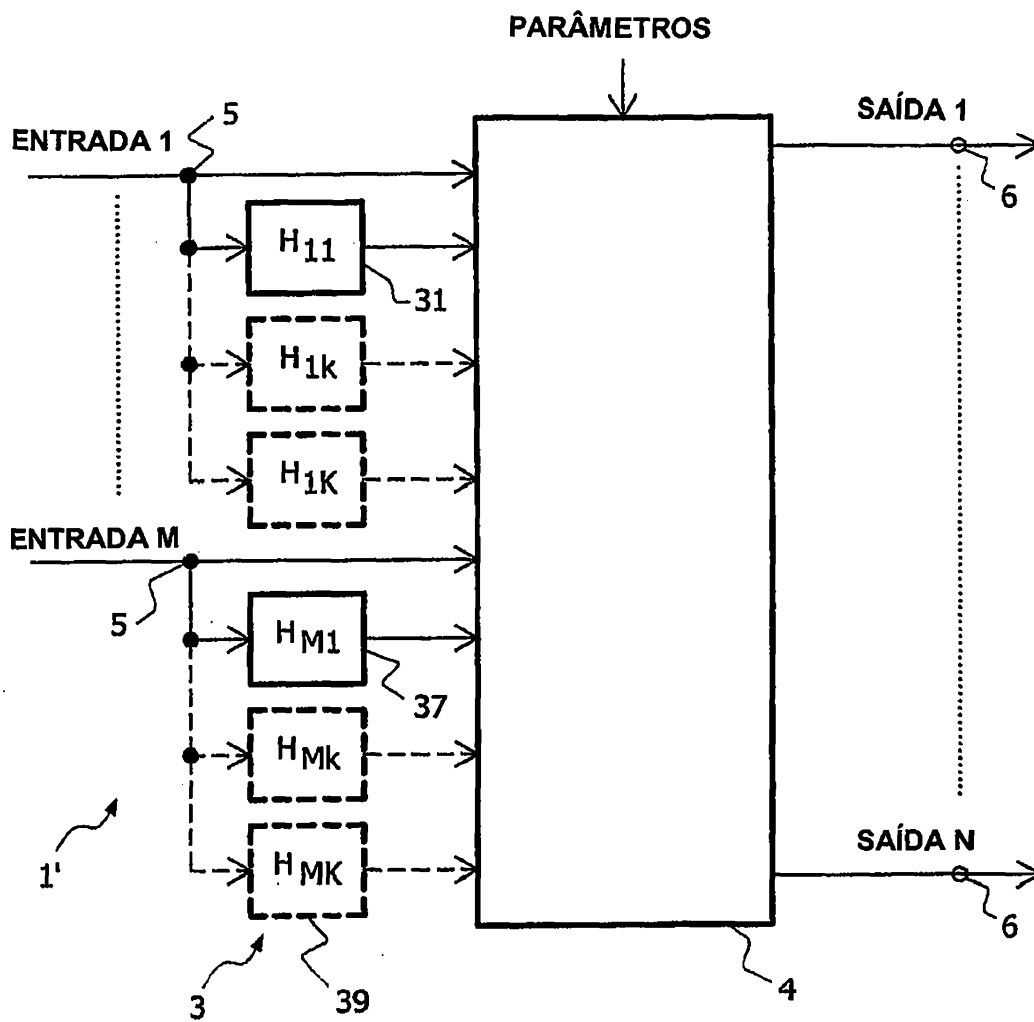 PARÂMETROS
5
ENTRADA 1
SAÍDA 1
6
H11
31
H1k
H1K
ENTRADA M
5
HM1
37
HMk
1'
HMK
SAÍDA N
6
3
39
4